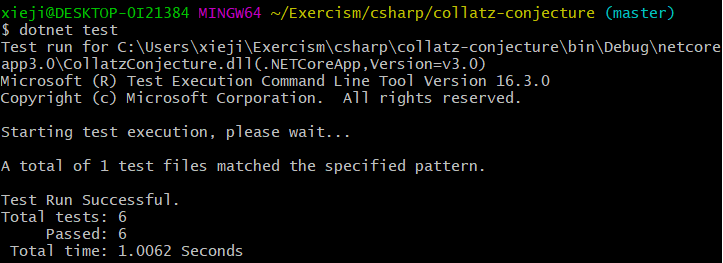 xieji@DESKTOP-OI21384 MINGW64 ~/Exercism/csharp/collatz-conjecture (master)
$ dotnet test
Test run for C:\Users\xieji\Exercism\csharp\collatz-conjecture\bin\Debug\netcore
app3.0\CollatzConjecture.dll(.NETCoreApp,Version=v3.0)
Microsoft (R) Test Execution Command Line Tool Version 16.3.0
Copyright (c) Microsoft Corporation.  All rights reserved.

Starting test execution, please wait...

A total of 1 test files matched the specified pattern.

Test Run Successful.
Total tests: 6
     Passed: 6
 Total time: 1.0062 Seconds